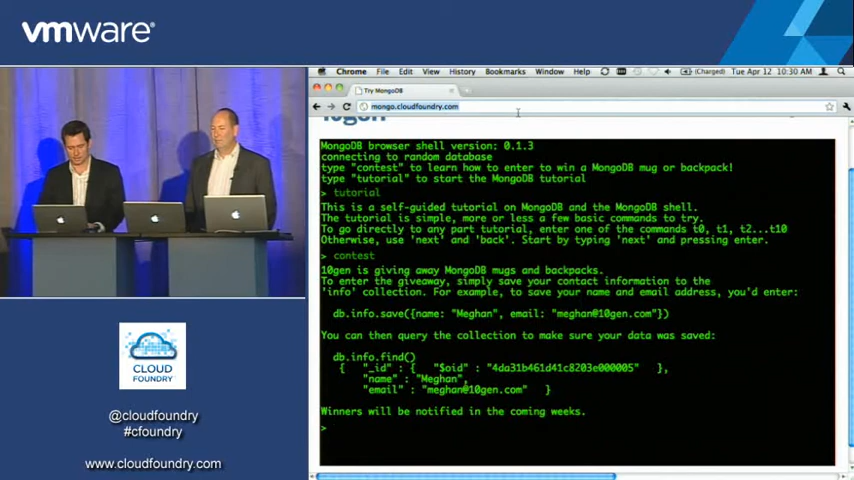 vmware
Chrome File Edit View History Bookmarks Window Help (Charged) Tue Apr 12 10:30 AM
Try MongoDB
mongo.cloudfoundry.com
10gen
MongoDB browser shell version: 0.1.3
connecting to random database
type "contest" to learn how to enter to win a MongoDB mug or backpack!
type "tutorial" to start the MongoDB tutorial
> tutorial
This is a self-guided tutorial on MongoDB and the MongoDB shell.
The tutorial is simple, more or less a few basic commands to try.
To go directly to any part tutorial, enter one of the commands t0, t1, t2...t10
Otherwise, use 'next' and 'back'. Start by typing 'next' and pressing enter.
> contest
10gen is giving away MongoDB mugs and backpacks.
To enter the giveaway, simply save your contact information to the
'info' collection. For example, to save your name and email address, you'd enter:
db.info.save({name: "Meghan", email: "meghan@10gen.com"})
You can then query the collection to make sure your data was saved:
db.info.find()
{ "_id" : { "$oid" : "4da31b461d41c8203e000005" },
"name" : "Meghan",
"email" : "meghan@10gen.com" }
Winners will be notified in the coming weeks.
>
CLOUD
FOUNDRY
@cloudfoundry
#cfoundry
www.cloudfoundry.com